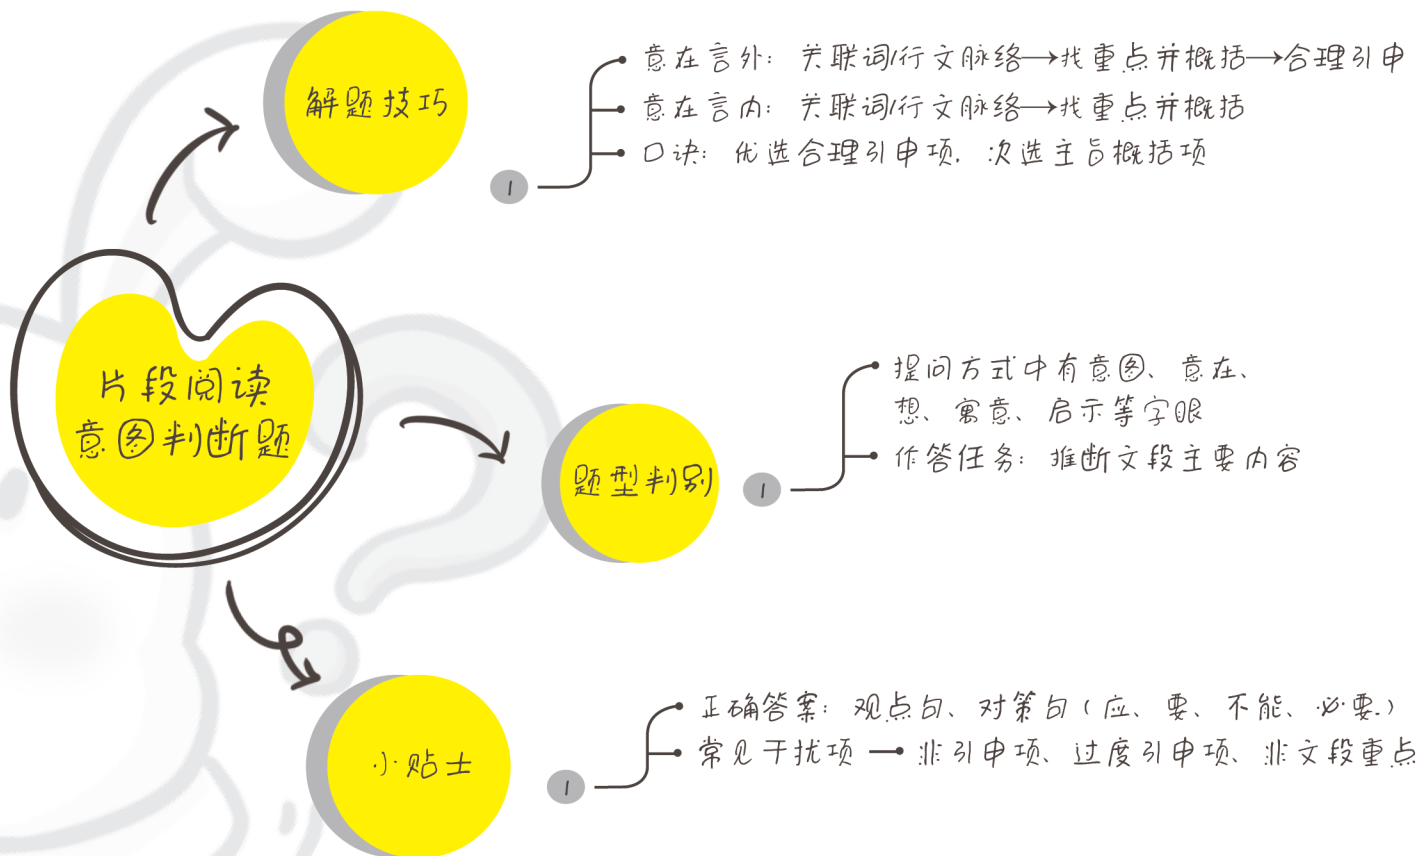 解题技巧
意在言外：关联词/行文脉络→找重点并概括→合理引申
意在言内：关联词/行文脉络→找重点并概括
口诀：优选合理引申项，次选主旨概括项
1
片段阅读
意图判断题
题型判别
1
提问方式中有意图、意在、
想、寓意、启示等字眼
作答任务：推断文段主要内容
小贴士
1
正确答案：观点句、对策句（应、要、不能、必要.）
常见干扰项→非引申项、过度引申项、非文段重点